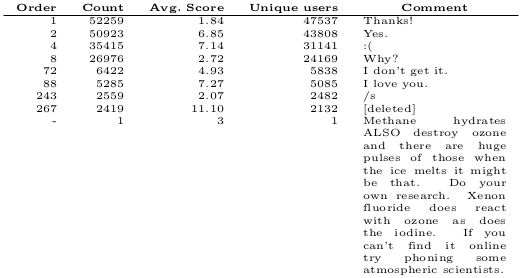 Order Count Avg. Score Unique users Comment
1 52259 1.84 47537 Thanks!
2 50923 6.85 43808 Yes.
4 35415 7.14 31141 :(
8 26976 2.72 24169 Why?
72 6422 4.93 5838 I don't get it.
88 5285 7.27 5085 I love you.
243 2559 2.07 2482 /s
267 2419 11.10 2132 [deleted]
- 1 3 1 Methane hydrates
ALSO destroy ozone
and there are huge
pulses of those when
the ice melts it might
be that. Do your
own research. Xenon
fluoride does react
with ozone as does
the iodine. If you
can't find it online
try phoning some
atmospheric scientists.